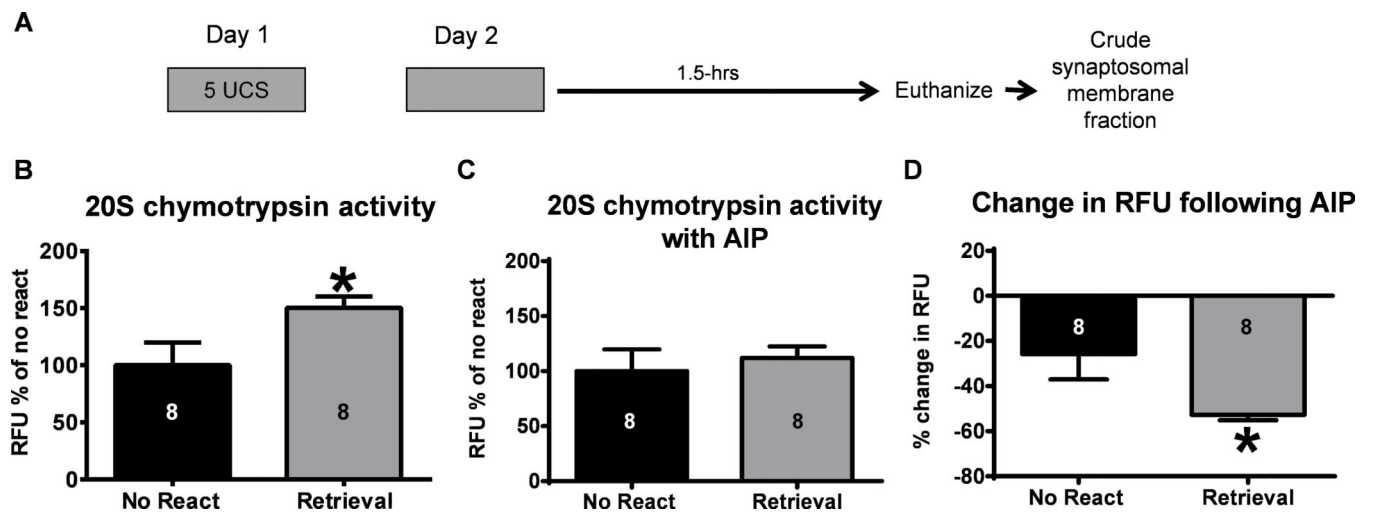 A
Day 1
Day 2
5 UCS
1.5-hrs
Euthanize
Crude
synaptosomal
membrane
fraction
B
20S chymotrypsin activity
RFU % of no react
200
150
100
50
0
8
8
*
No React
Retrieval
C
20S chymotrypsin activity
with AIP
RFU % of no react
200
150
100
50
0
8
8
No React
Retrieval
D
Change in RFU following AIP
% change in RFU
20
0
-20
-40
-60
-80
8
8
*
No React
Retrieval